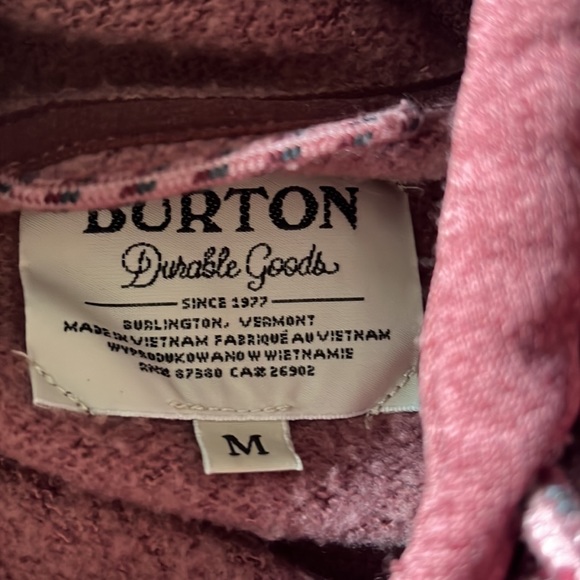 BURTON
Durable Goods
SINCE 1977
BURLINGTON, VERMONT
MADE IN VIETNAM FABRIQUÉ AU VIETNAM
WYPRODUKOWANO W WIETNAMIE
RN# 87380 CA# 26902
M